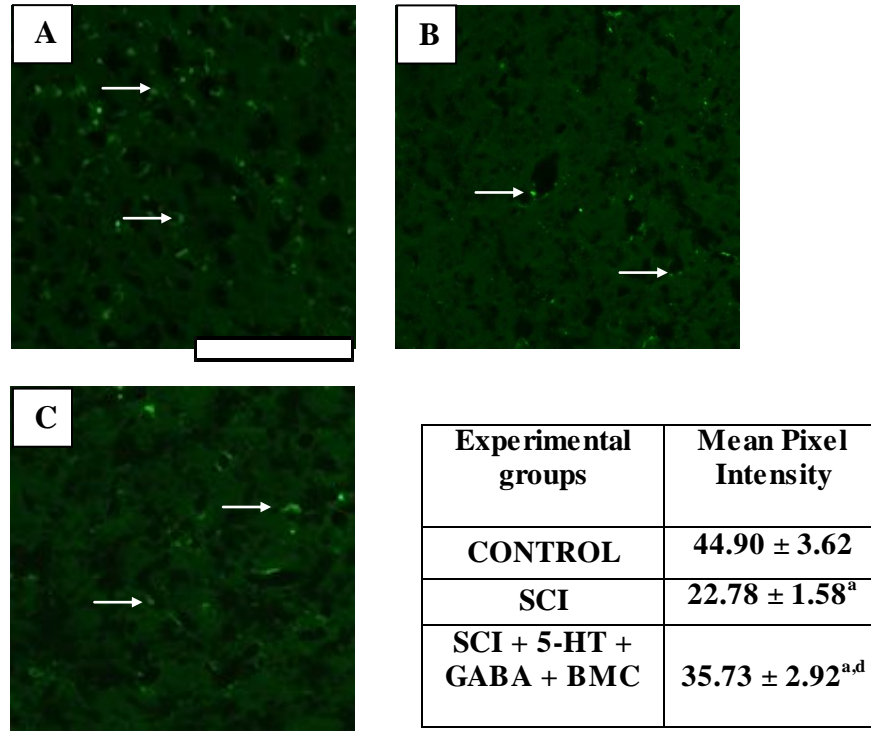 A
B
C
Experimental
groups
Mean Pixel
Intensity
CONTROL
44.90 ± 3.62
SCI
22.78 ± 1.58ᵃ
SCI + 5-HT +
GABA + BMC
35.73 ± 2.92ᵃ,ᵈ